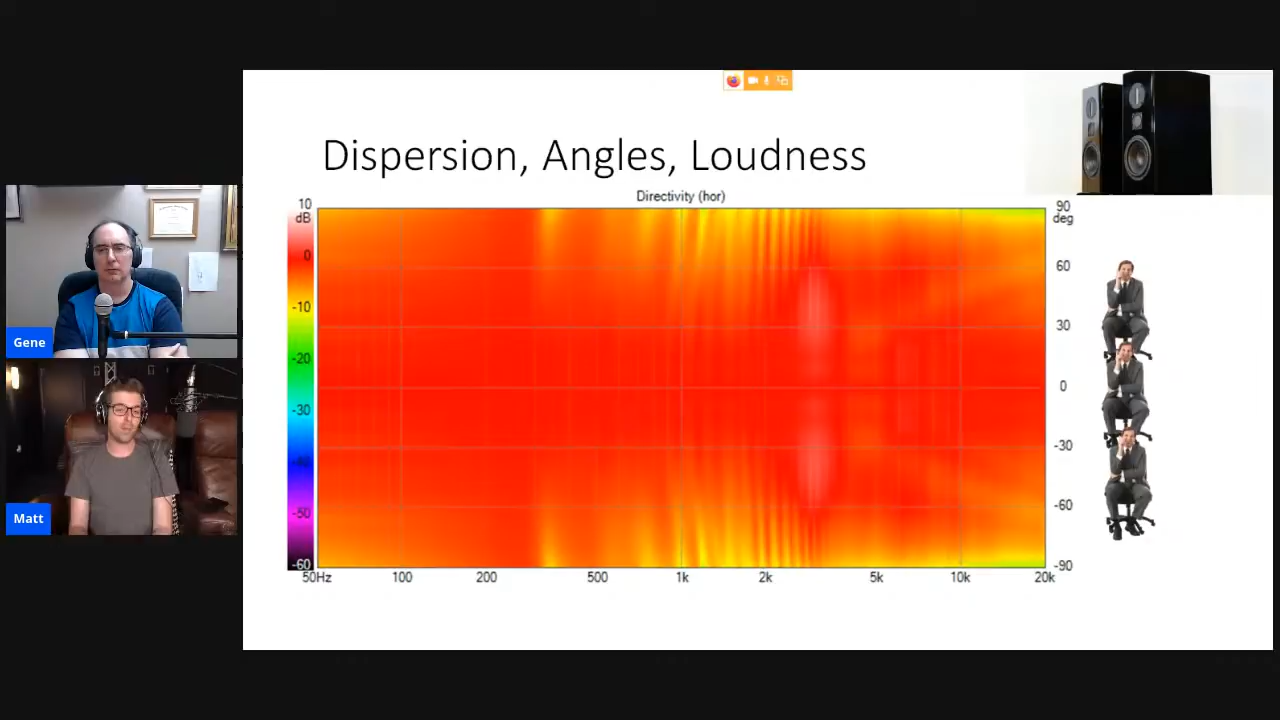 Dispersion, Angles, Loudness
Directivity (hor)
10
dB
0
-10
-20
-30
-40
-50
-60
90
deg
60
30
0
-30
-60
-90
50Hz
100
200
500
1k
2k
5k
10k
20k
Gene
Matt